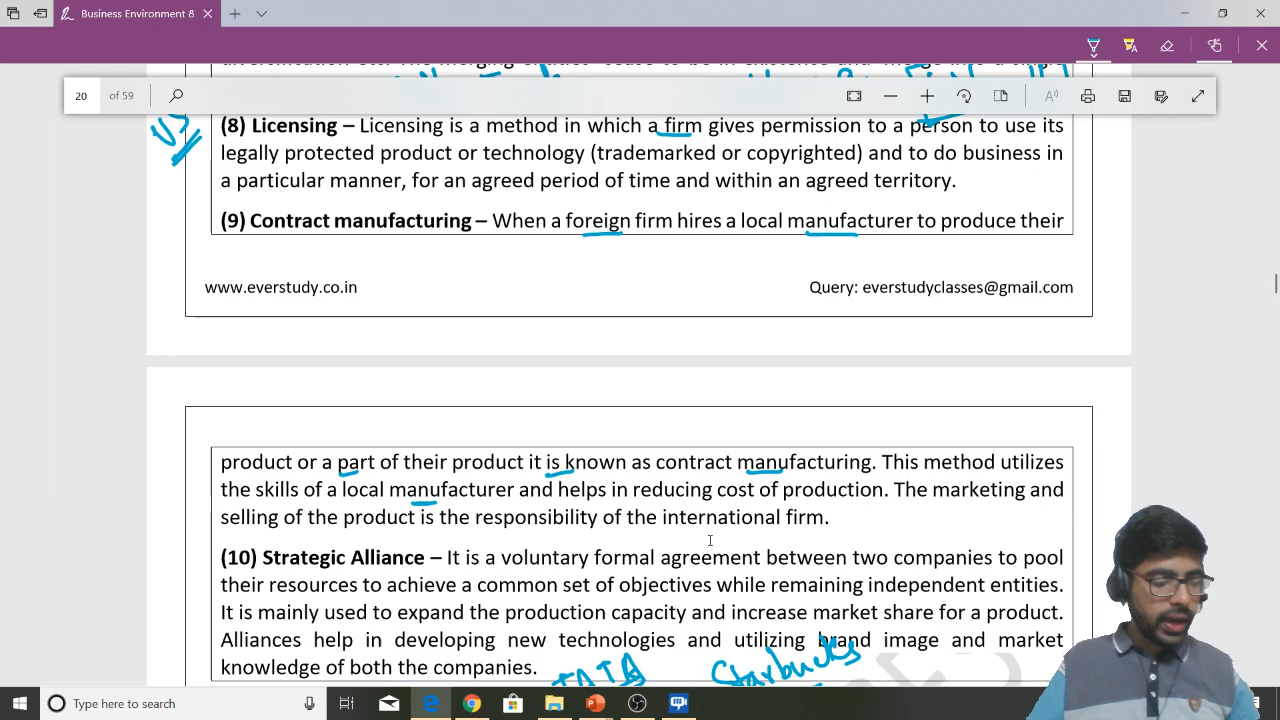 Business Environment 8
20 of 59
(8) Licensing – Licensing is a method in which a firm gives permission to a person to use its
legally protected product or technology (trademarked or copyrighted) and to do business in
a particular manner, for an agreed period of time and within an agreed territory.
(9) Contract manufacturing – When a foreign firm hires a local manufacturer to produce their
www.everstudy.co.in
Query: everstudyclasses@gmail.com
product or a part of their product it is known as contract manufacturing. This method utilizes
the skills of a local manufacturer and helps in reducing cost of production. The marketing and
selling of the product is the responsibility of the international firm.
(10) Strategic Alliance – It is a voluntary formal agreement between two companies to pool
their resources to achieve a common set of objectives while remaining independent entities.
It is mainly used to expand the production capacity and increase market share for a product.
Alliances help in developing new technologies and utilizing brand image and market
knowledge of both the companies.
TATA Starbucks
Type here to search